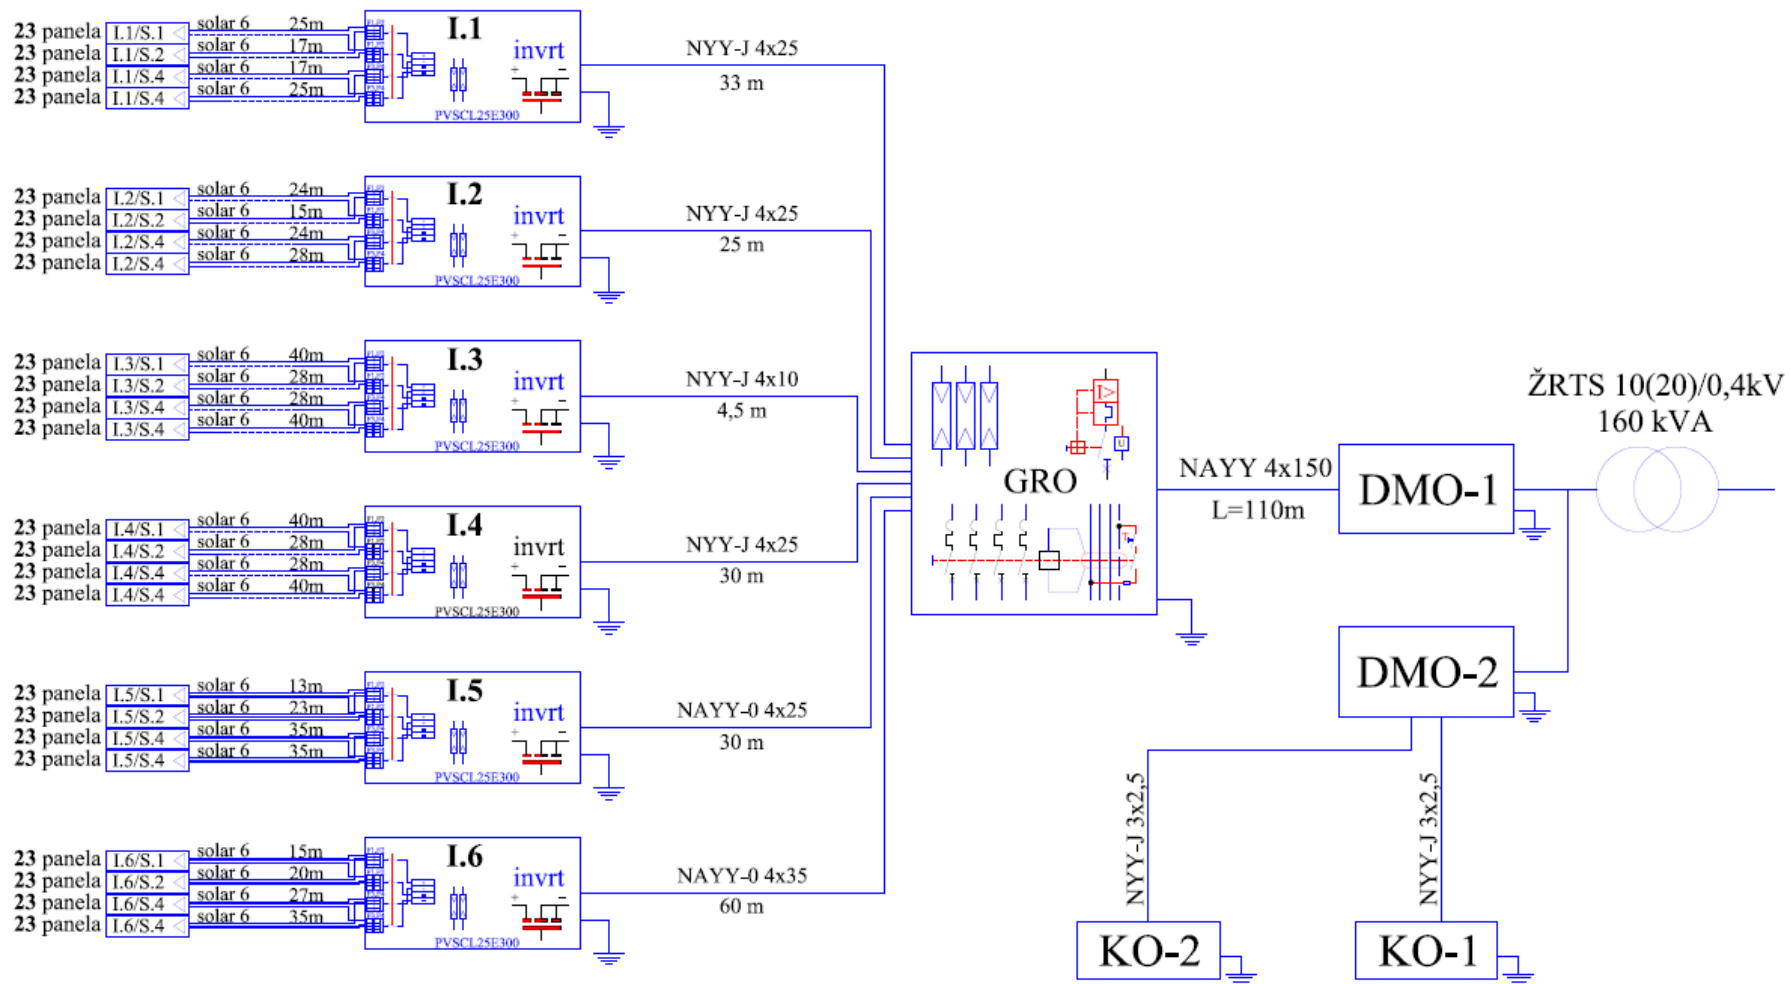 23 panela I.1/S.1 solar 6 25m
23 panela I.1/S.2 solar 6 17m
23 panela I.1/S.4 solar 6 17m
23 panela I.1/S.4 solar 6 25m
I.1
invrt
+ −
PVSCL25E300
NYY-J 4x25
33 m
23 panela I.2/S.1 solar 6 24m
23 panela I.2/S.2 solar 6 15m
23 panela I.2/S.4 solar 6 24m
23 panela I.2/S.4 solar 6 28m
I.2
invrt
+ −
PVSCL25E300
NYY-J 4x25
25 m
23 panela I.3/S.1 solar 6 40m
23 panela I.3/S.2 solar 6 28m
23 panela I.3/S.4 solar 6 28m
23 panela I.3/S.4 solar 6 40m
I.3
invrt
+ −
PVSCL25E300
NYY-J 4x10
4,5 m
23 panela I.4/S.1 solar 6 40m
23 panela I.4/S.2 solar 6 28m
23 panela I.4/S.4 solar 6 28m
23 panela I.4/S.4 solar 6 40m
I.4
invrt
+ −
PVSCL25E300
NYY-J 4x25
30 m
23 panela I.5/S.1 solar 6 13m
23 panela I.5/S.2 solar 6 23m
23 panela I.5/S.4 solar 6 35m
23 panela I.5/S.4 solar 6 35m
I.5
invrt
+ −
PVSCL25E300
NAYY-0 4x25
30 m
23 panela I.6/S.1 solar 6 15m
23 panela I.6/S.2 solar 6 20m
23 panela I.6/S.4 solar 6 27m
23 panela I.6/S.4 solar 6 35m
I.6
invrt
+ −
PVSCL25E300
NAYY-0 4x35
60 m
GRO
NAYY 4x150
L=110m
DMO-1
ŽRTS 10(20)/0,4kV
160 kVA
DMO-2
NYY-J 3x2,5
NYY-J 3x2,5
KO-2
KO-1